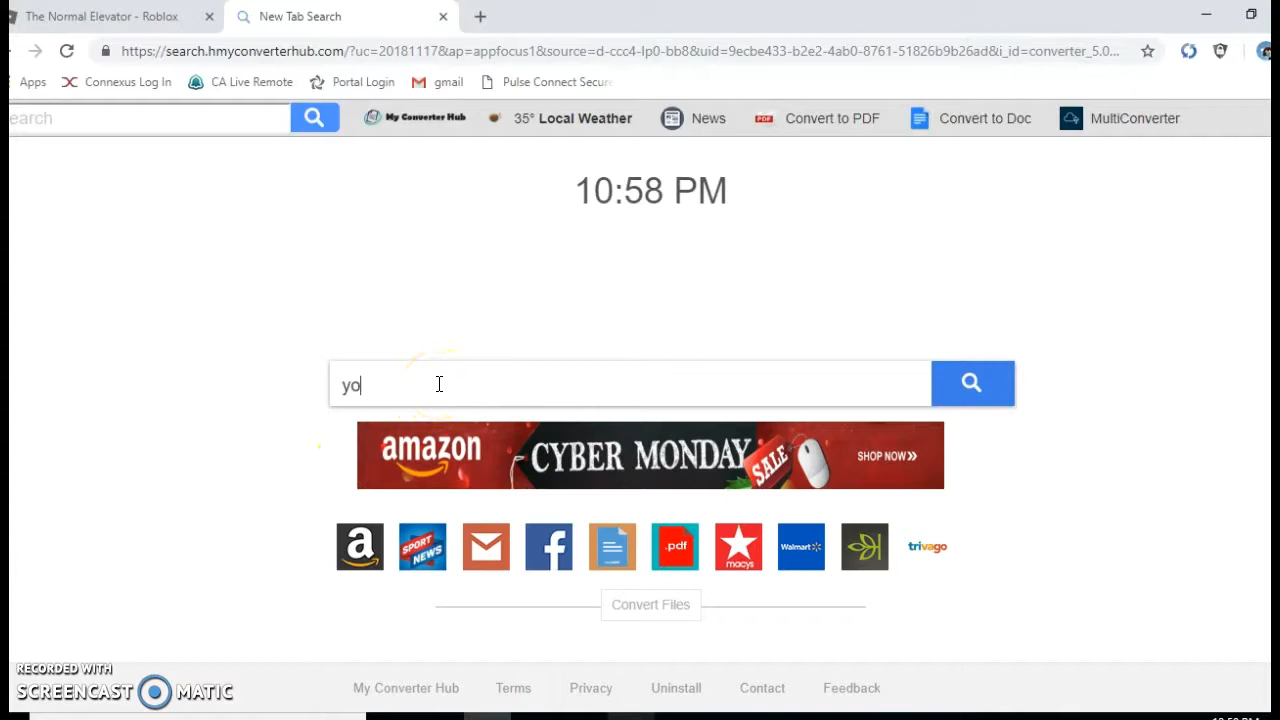 The Normal Elevator - Roblox
New Tab Search
https://search.hmyconverterhub.com/?uc=20181117&ap=appfocus1&source=d-ccc4-lp0-bb8&uid=9ecbe433-b2e2-4ab0-8761-51826b9b26ad&i_id=converter_5.0...
Apps Connexus Log In CA Live Remote Portal Login gmail Pulse Connect Secure
earch My Converter Hub 35° Local Weather News PDF Convert to PDF Convert to Doc MultiConverter
10:58 PM
yo
amazon CYBER MONDAY SALE SHOP NOW»
a SPORT NEWS f .pdf macys Walmart trivago
Convert Files
RECORDED WITH
SCREENCAST MATIC
My Converter Hub Terms Privacy Uninstall Contact Feedback